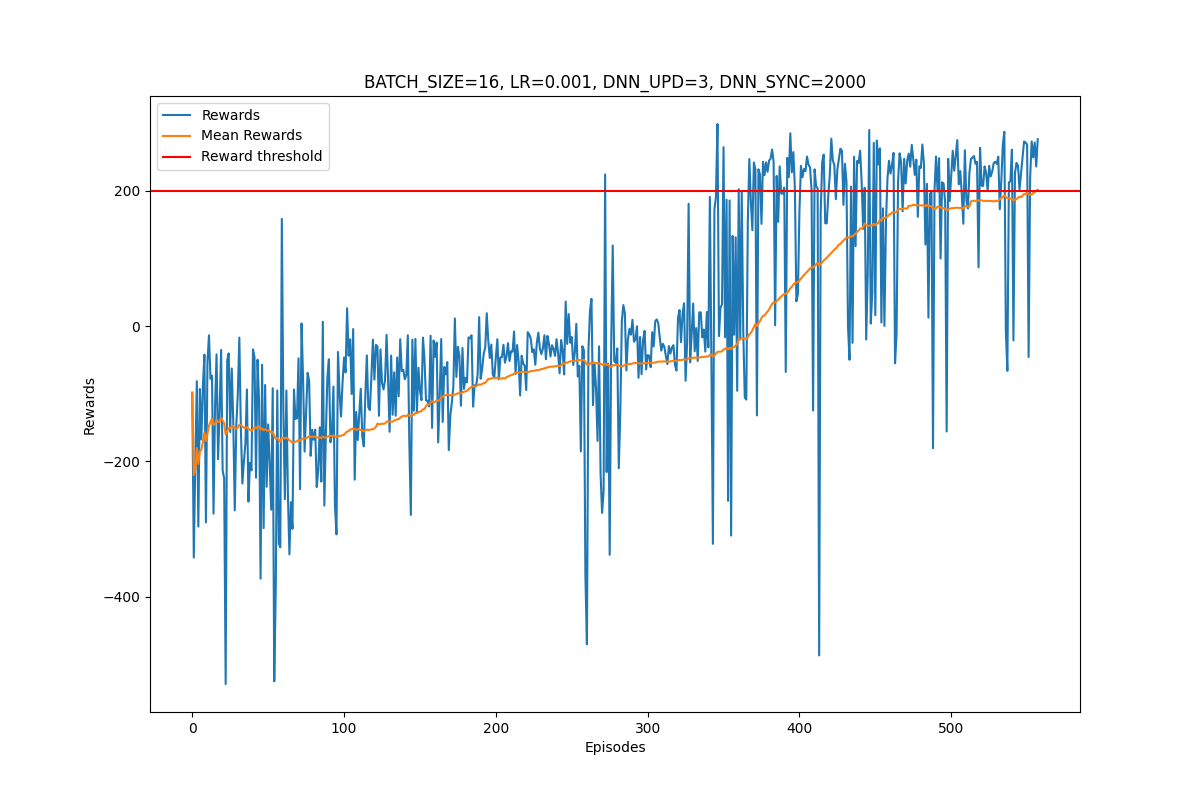 BATCH_SIZE=16, LR=0.001, DNN_UPD=3, DNN_SYNC=2000
Rewards
Mean Rewards
Reward threshold
200
0
−200
−400
Rewards
0 100 200 300 400 500
Episodes